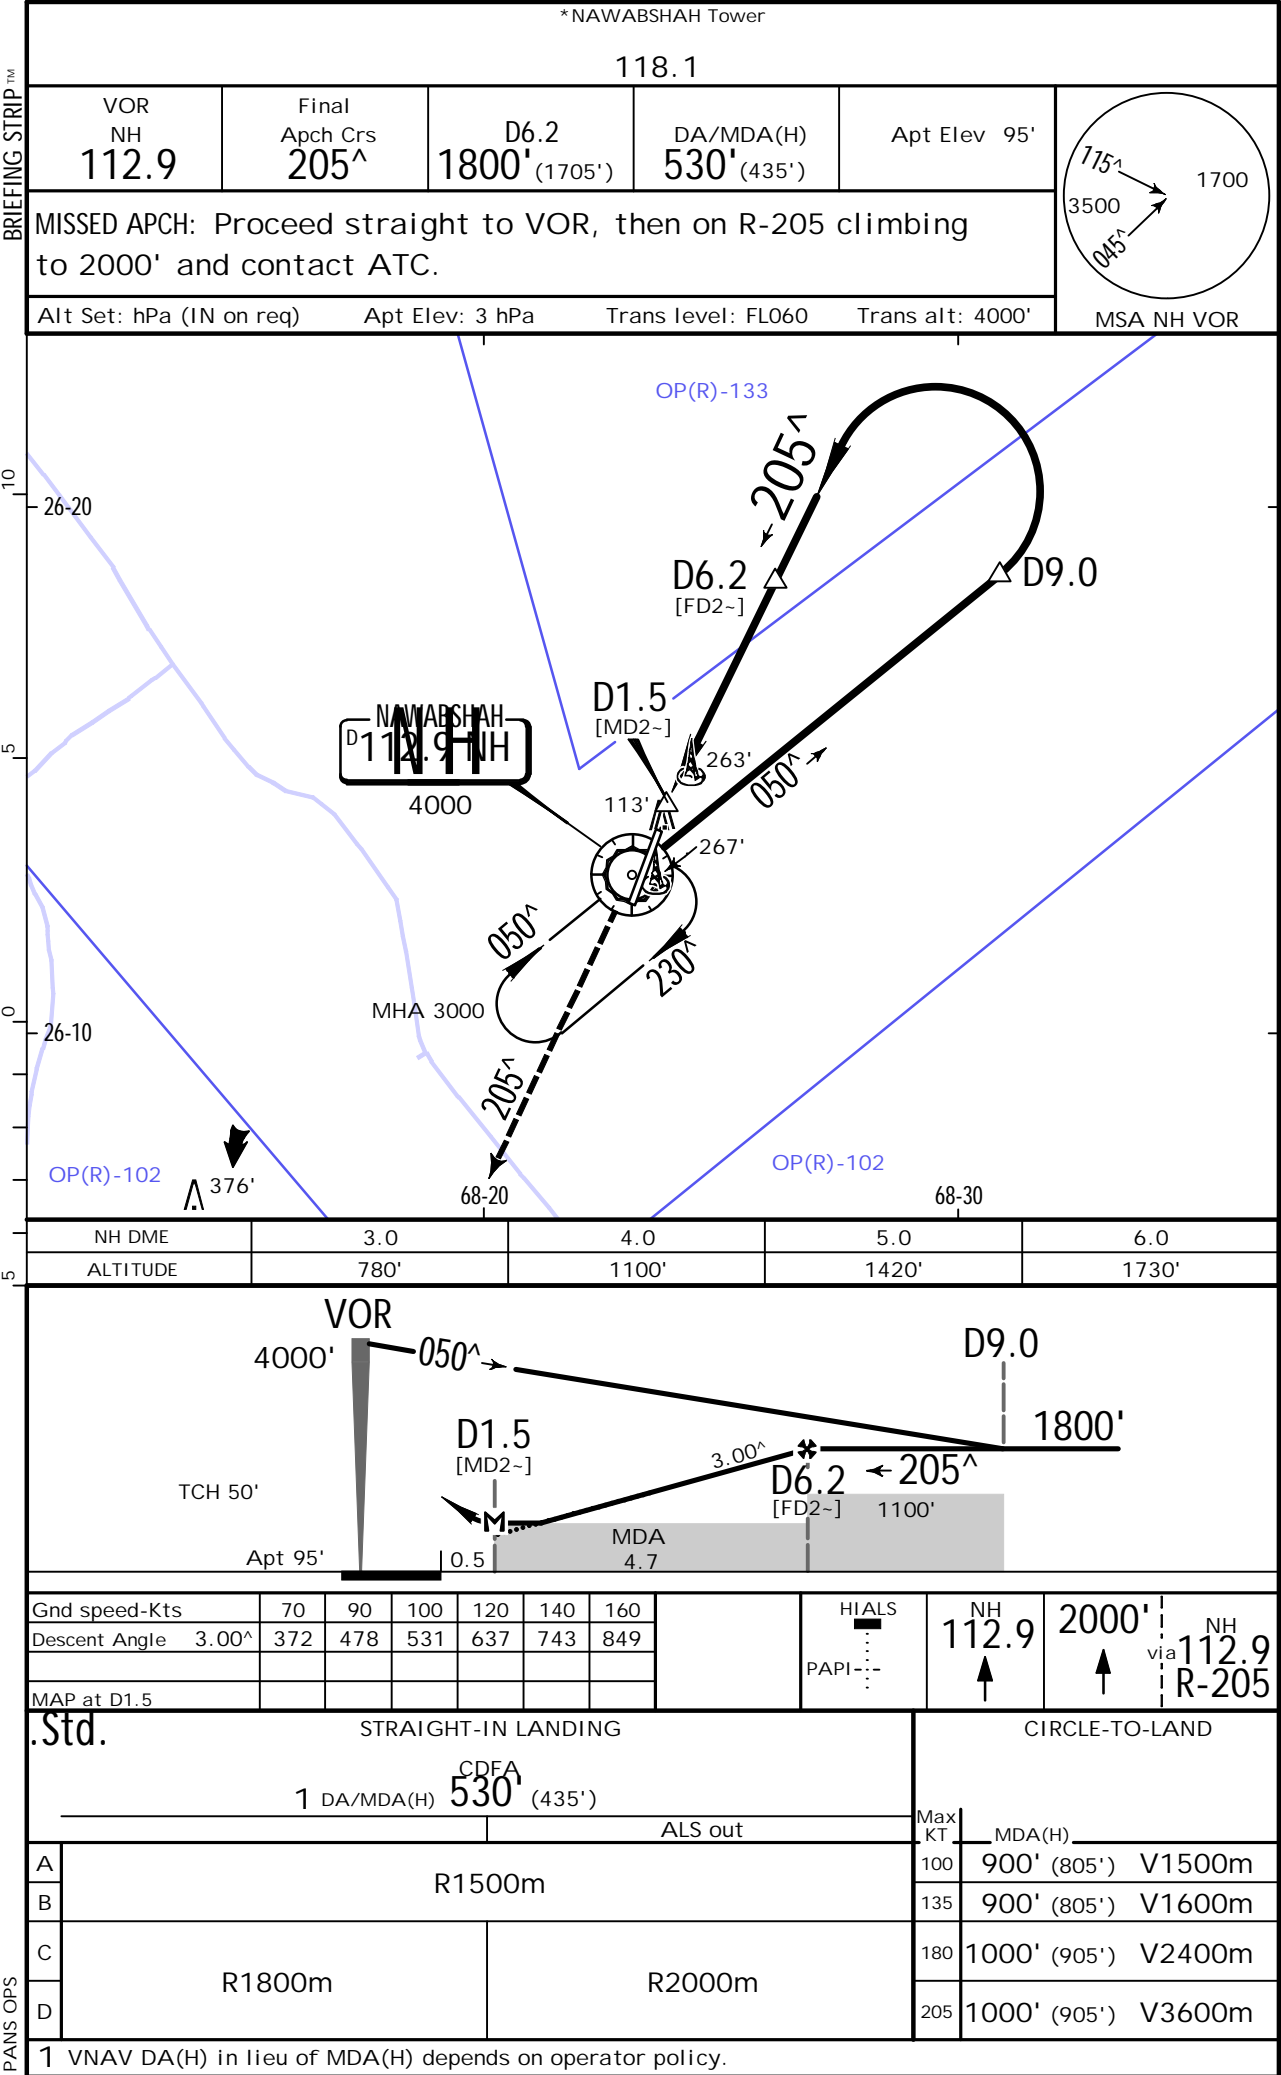 *NAWABSHAH Tower
118.1
BRIEFING STRIP™
VOR
NH
112.9
Final
Apch Crs
205^
D6.2
1800' (1705')
DA/MDA(H)
530' (435')
Apt Elev 95'
MISSED APCH: Proceed straight to VOR, then on R-205 climbing
to 2000' and contact ATC.
Alt Set: hPa (IN on req) Apt Elev: 3 hPa Trans level: FL060 Trans alt: 4000'
115^
1700
3500
045^
MSA NH VOR
OP(R)-133
205^
10
26-20
D6.2
[FD2~]
D9.0
D1.5
[MD2~]
NAWABSHAH
D 112.9 NH
NH
4000
5
263'
050^
113'
267'
050^
230^
MHA 3000
0
26-10
205^
OP(R)-102
376'
OP(R)-102
68-20
68-30
NH DME 3.0 4.0 5.0 6.0
ALTITUDE 780' 1100' 1420' 1730'
5
VOR
4000'
050^
D9.0
1800'
D1.5
[MD2~]
3.00^
205^
D6.2
[FD2~]
1100'
TCH 50'
MDA
Apt 95'
0.5
4.7
Gnd speed-Kts 70 90 100 120 140 160
Descent Angle 3.00^ 372 478 531 637 743 849
MAP at D1.5
HIALS
PAPI
NH
112.9
2000'
via
NH
112.9
R-205
.Std.
STRAIGHT-IN LANDING
CIRCLE-TO-LAND
CDFA
1 DA/MDA(H) 530' (435')
ALS out
Max
KT
MDA(H)
A
B
R1500m
100 900' (805') V1500m
135 900' (805') V1600m
C
D
R1800m
R2000m
180 1000' (905') V2400m
205 1000' (905') V3600m
PANS OPS
1 VNAV DA(H) in lieu of MDA(H) depends on operator policy.